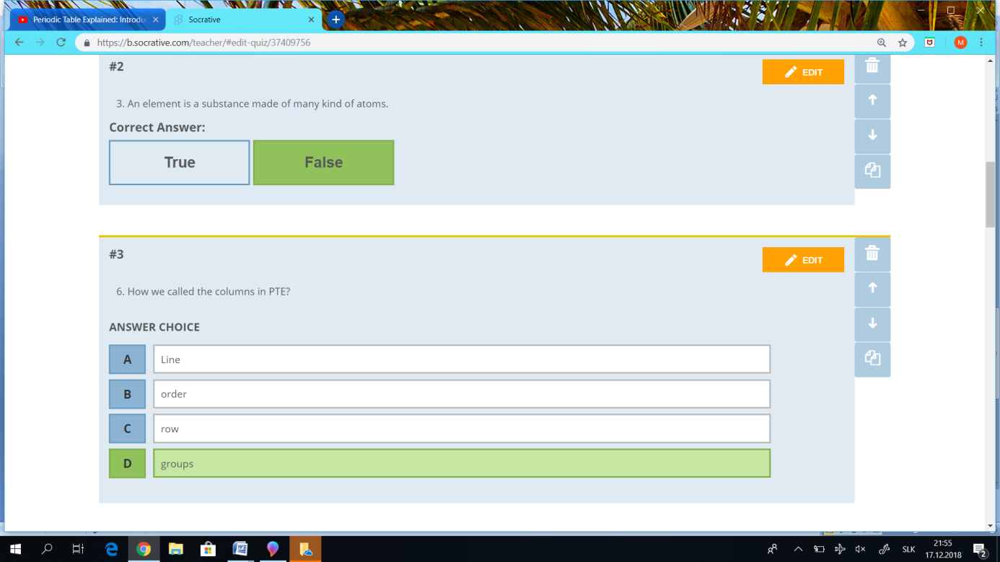 Periodic Table Explained: Introdu
Socrative
https://b.socrative.com/teacher/#edit-quiz/37409756
M
#2
EDIT
3. An element is a substance made of many kind of atoms.
Correct Answer:
True
False
#3
EDIT
6. How we called the columns in PTE?
ANSWER CHOICE
A
Line
B
order
C
row
D
groups
SLK
21:55
17.12.2018
2